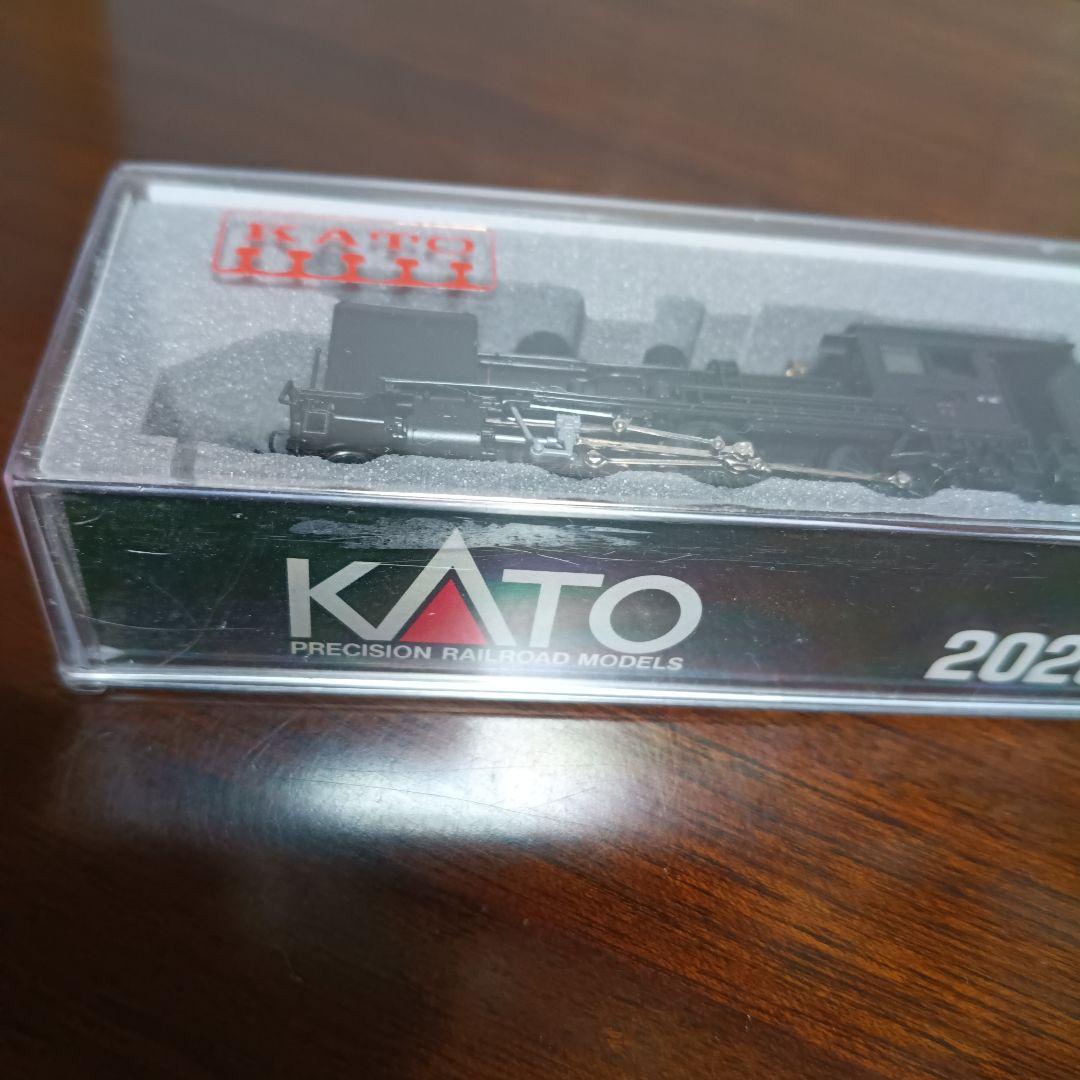 KATO
KATO
PRECISION RAILROAD MODELS
202